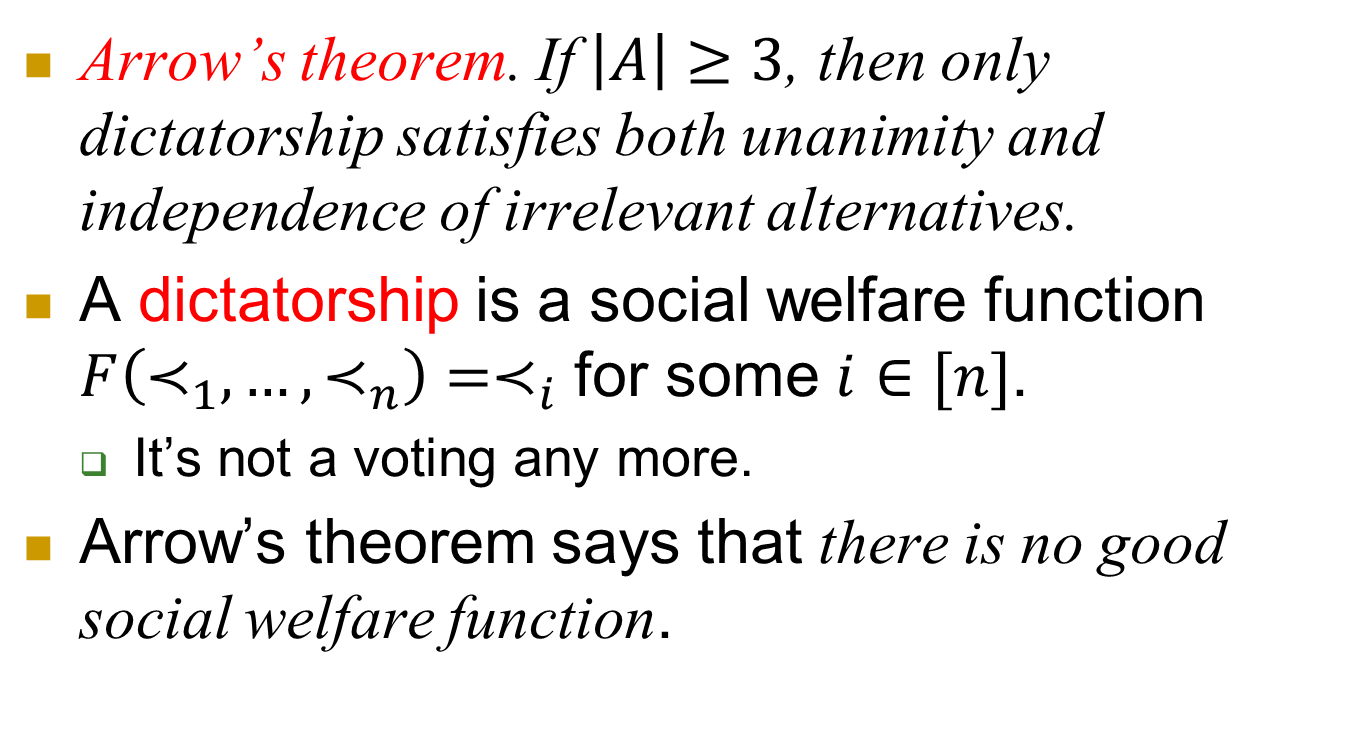 Arrow’s theorem. If |A| ≥ 3, then only
dictatorship satisfies both unanimity and
independence of irrelevant alternatives.
A dictatorship is a social welfare function
F(≺₁, … , ≺ₙ) =≺ᵢ for some i ∈ [n].
It’s not a voting any more.
Arrow’s theorem says that there is no good
social welfare function.